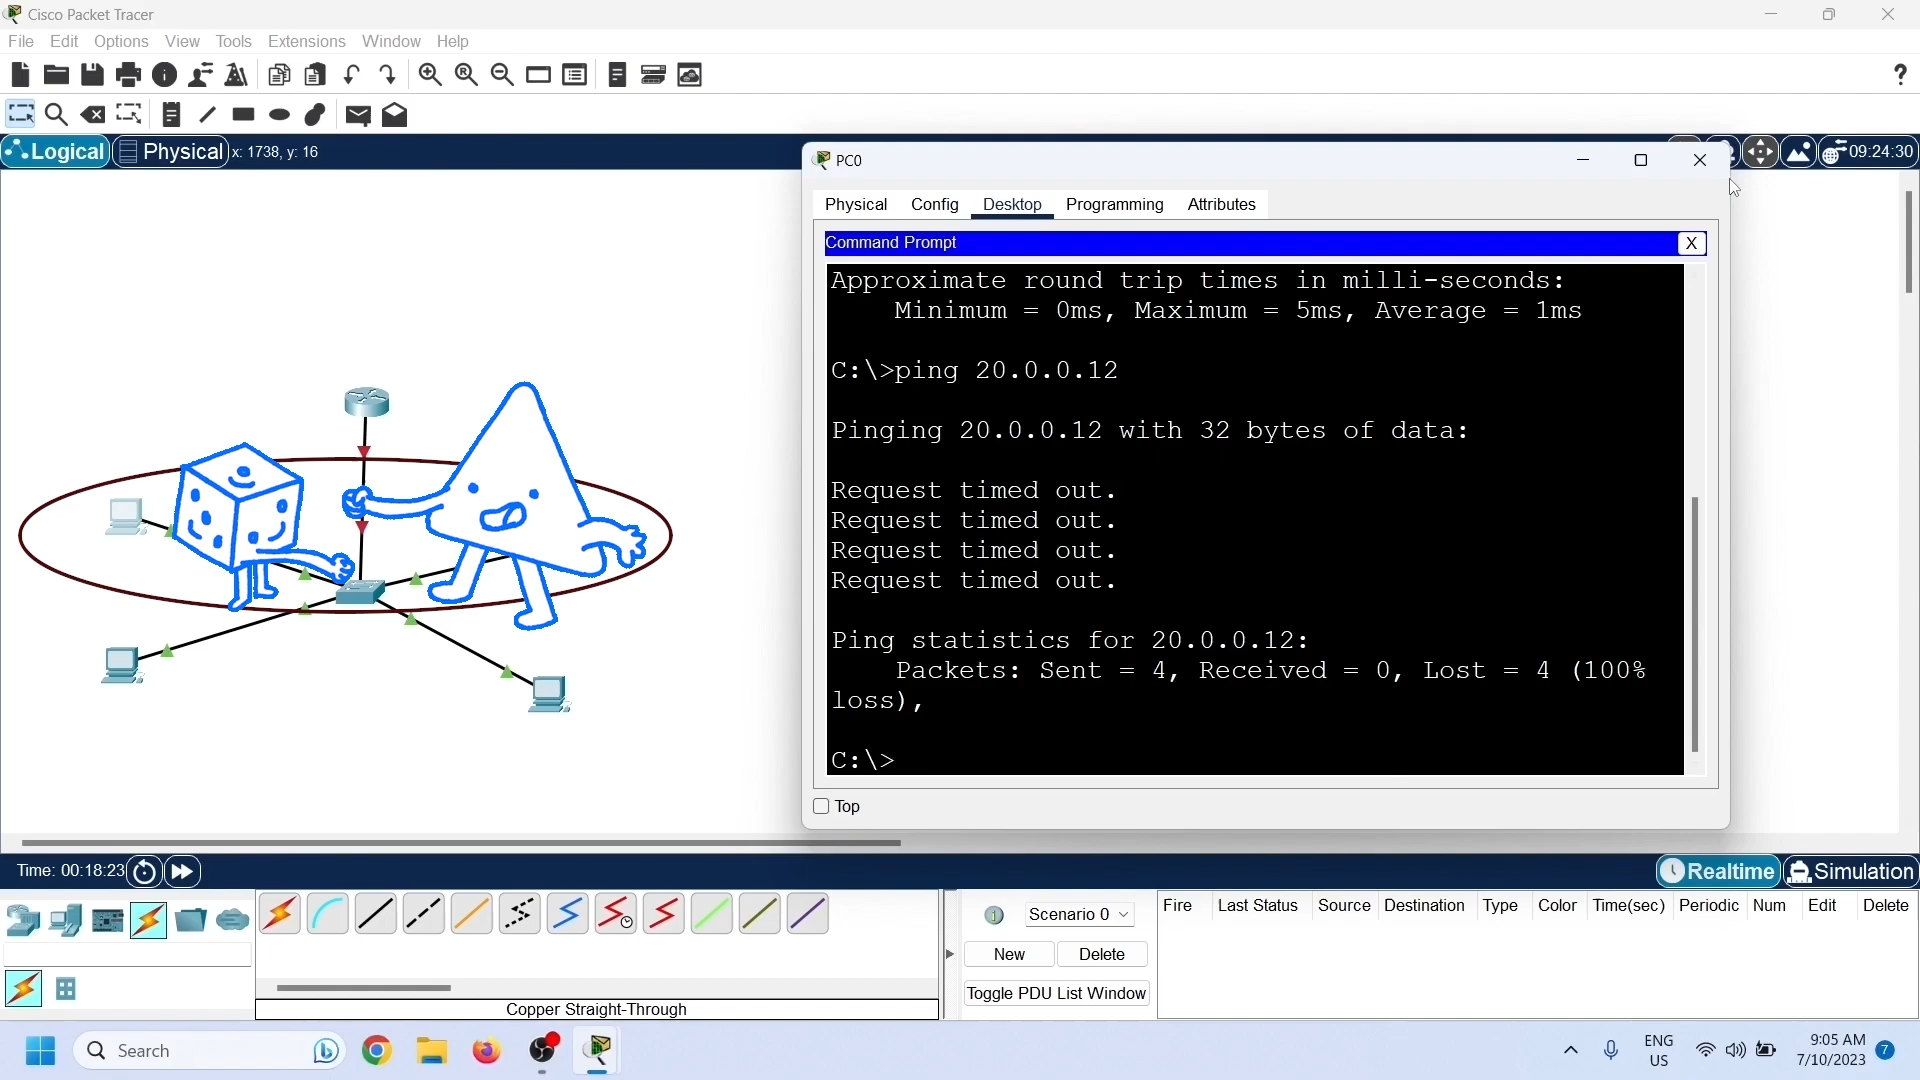 Cisco Packet Tracer
File Edit Options View Tools Extensions Window Help
Logical Physical x: 1738, y: 16 09:24:30
PC0
Physical Config Desktop Programming Attributes
Command Prompt X
Approximate round trip times in milli-seconds:
Minimum = 0ms, Maximum = 5ms, Average = 1ms
C:\>ping 20.0.0.12
Pinging 20.0.0.12 with 32 bytes of data:
Request timed out.
Request timed out.
Request timed out.
Request timed out.
Ping statistics for 20.0.0.12:
Packets: Sent = 4, Received = 0, Lost = 4 (100%
loss),
C:\>
Top
Time: 00:18:23 Realtime Simulation
Scenario 0
New Delete
Toggle PDU List Window
Fire Last Status Source Destination Type Color Time(sec) Periodic Num Edit Delete
Copper Straight-Through
Search
ENG
US
9:05 AM
7/10/2023 7